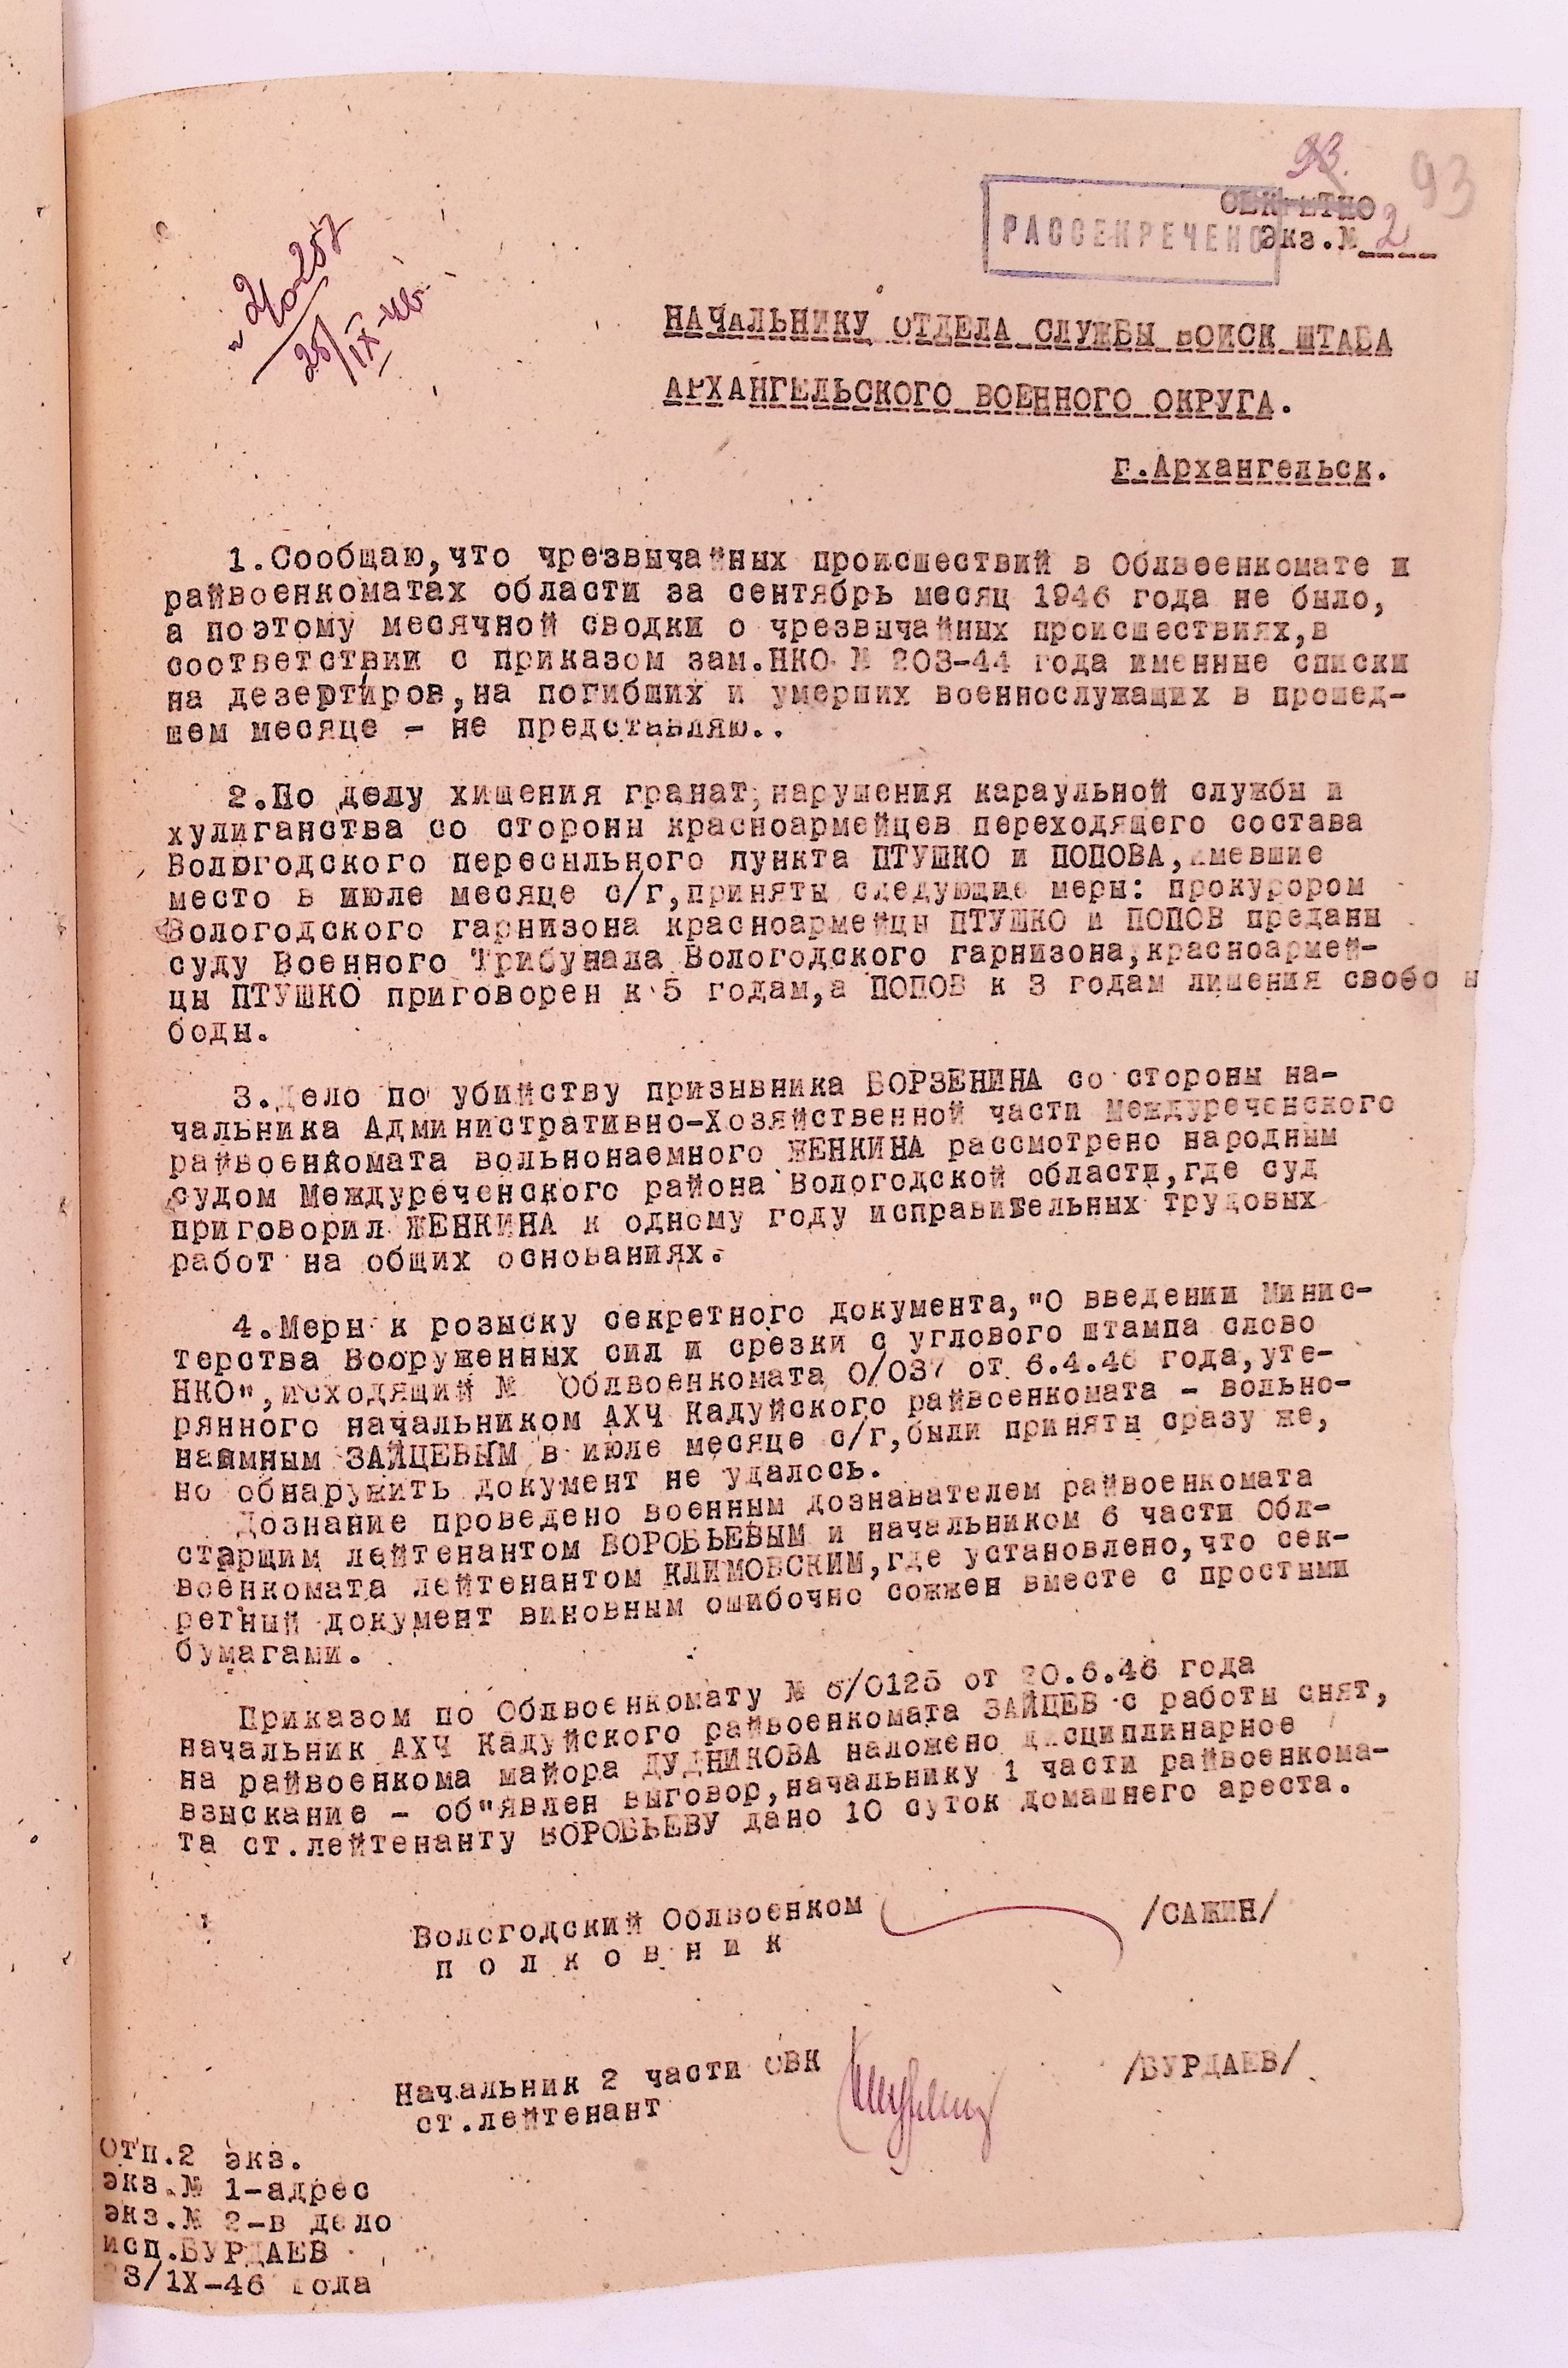 93.
93
СЕКРЕТНО
РАССЕКРЕЧЕНО
Экз.№ 2
25/IX-46
НАЧАЛЬНИКУ ОТДЕЛА СЛУЖБЫ ВОЙСК ШТАБА
АРХАНГЕЛЬСКОГО ВОЕННОГО ОКРУГА.
г.Архангельск.
1.Сообщаю,что чрезвычайных происшествий в Облвоенкомате и
райвоенкоматах области за сентябрь месяц 1946 года не было,
а поэтому месячной сводки о чрезвычайных происшествиях,в
соответствии с приказом зам.НКО № 203-44 года именные списки
на дезертиров,на погибших и умерших военнослужащих в прошед-
шем месяце - не представляю..
2.По делу хищения гранат,нарушения караульной службы и
хулиганства со стороны красноармейцев переходящего состава
Вологодского пересыльного пункта ПТУШКО и ПОПОВА,имевшие
место в июле месяце с/г,приняты следующие меры: прокурором
Вологодского гарнизона красноармейцы ПТУШКО и ПОПОВ преданы
суду Военного Трибунала Вологодского гарнизона,красноармей-
цы ПТУШКО приговорен к 5 годам,а ПОПОВ к 3 годам лишения свобо
боды.
3.Дело по убийству призывника БОРЗЕНИНА со стороны на-
чальника Административно-Хозяйственной части Междуреченского
райвоенкомата вольнонаемного ЖЕНКИНА рассмотрено народным
судом Междуреченского района Вологодской области,где суд
приговорил ЖЕНКИНА к одному году исправительных трудовых
работ на общих основаниях.
4.Меры к розыску секретного документа,"О введении Минис-
терства Вооруженных сил и срезки с углового штампа слово
НКО",исходящий № Облвоенкомата 0/037 от 6.4.46 года,уте-
рянного начальником АХЧ Кадуйского райвоенкомата - вольно-
наямным ЗАЙЦЕВЫМ в июле месяце с/г,были приняты сразу же,
но обнаружить документ не удалось.
Дознание проведено военным дознавателем райвоенкомата
старшим лейтенантом ВОРОБЬЕВЫМ и начальником 6 части Обл-
военкомата лейтенантом КЛИМОВСКИМ,где установлено,что сек-
ретный документ виновным ошибочно сожжен вместе с простыми
бумагами.
Приказом по Облвоенкомату № 6/0125 от 20.6.46 года
начальник АХЧ Кадуйского райвоенкомата ЗАЙЦЕВ с работы снят,
на райвоенкома майора ДУДНИКОВА наложено дисциплинарное
взыскание - об"явлен выговор,начальнику 1 части райвоенкома-
та ст.лейтенанту ВОРОБЬЕВУ дано 10 суток домашнего ареста.
Вологодский Облвоенком
полковник
/САЖИН/
Начальник 2 части ОВК
ст.лейтенант
/БУРДАЕВ/
Отп.2 экз.
экз.№ 1-адрес
экз.№ 2-в дело
исп.БУРДАЕВ
23/1X-46 года